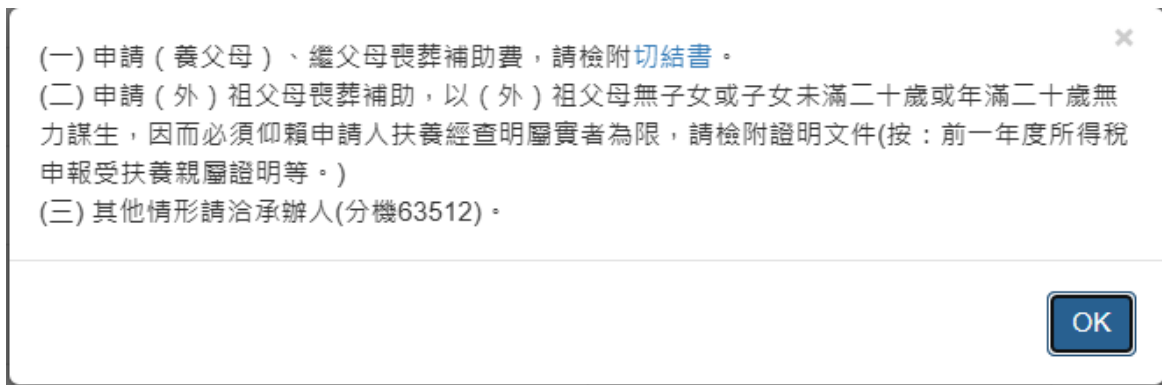 ×
(一) 申請（養父母）、繼父母喪葬補助費，請檢附切結書。
(二) 申請（外）祖父母喪葬補助，以（外）祖父母無子女或子女未滿二十歲或年滿二十歲無
力謀生，因而必須仰賴申請人扶養經查明屬實者為限，請檢附證明文件(按：前一年度所得稅
申報受扶養親屬證明等。)
(三) 其他情形請洽承辦人(分機63512)。
OK